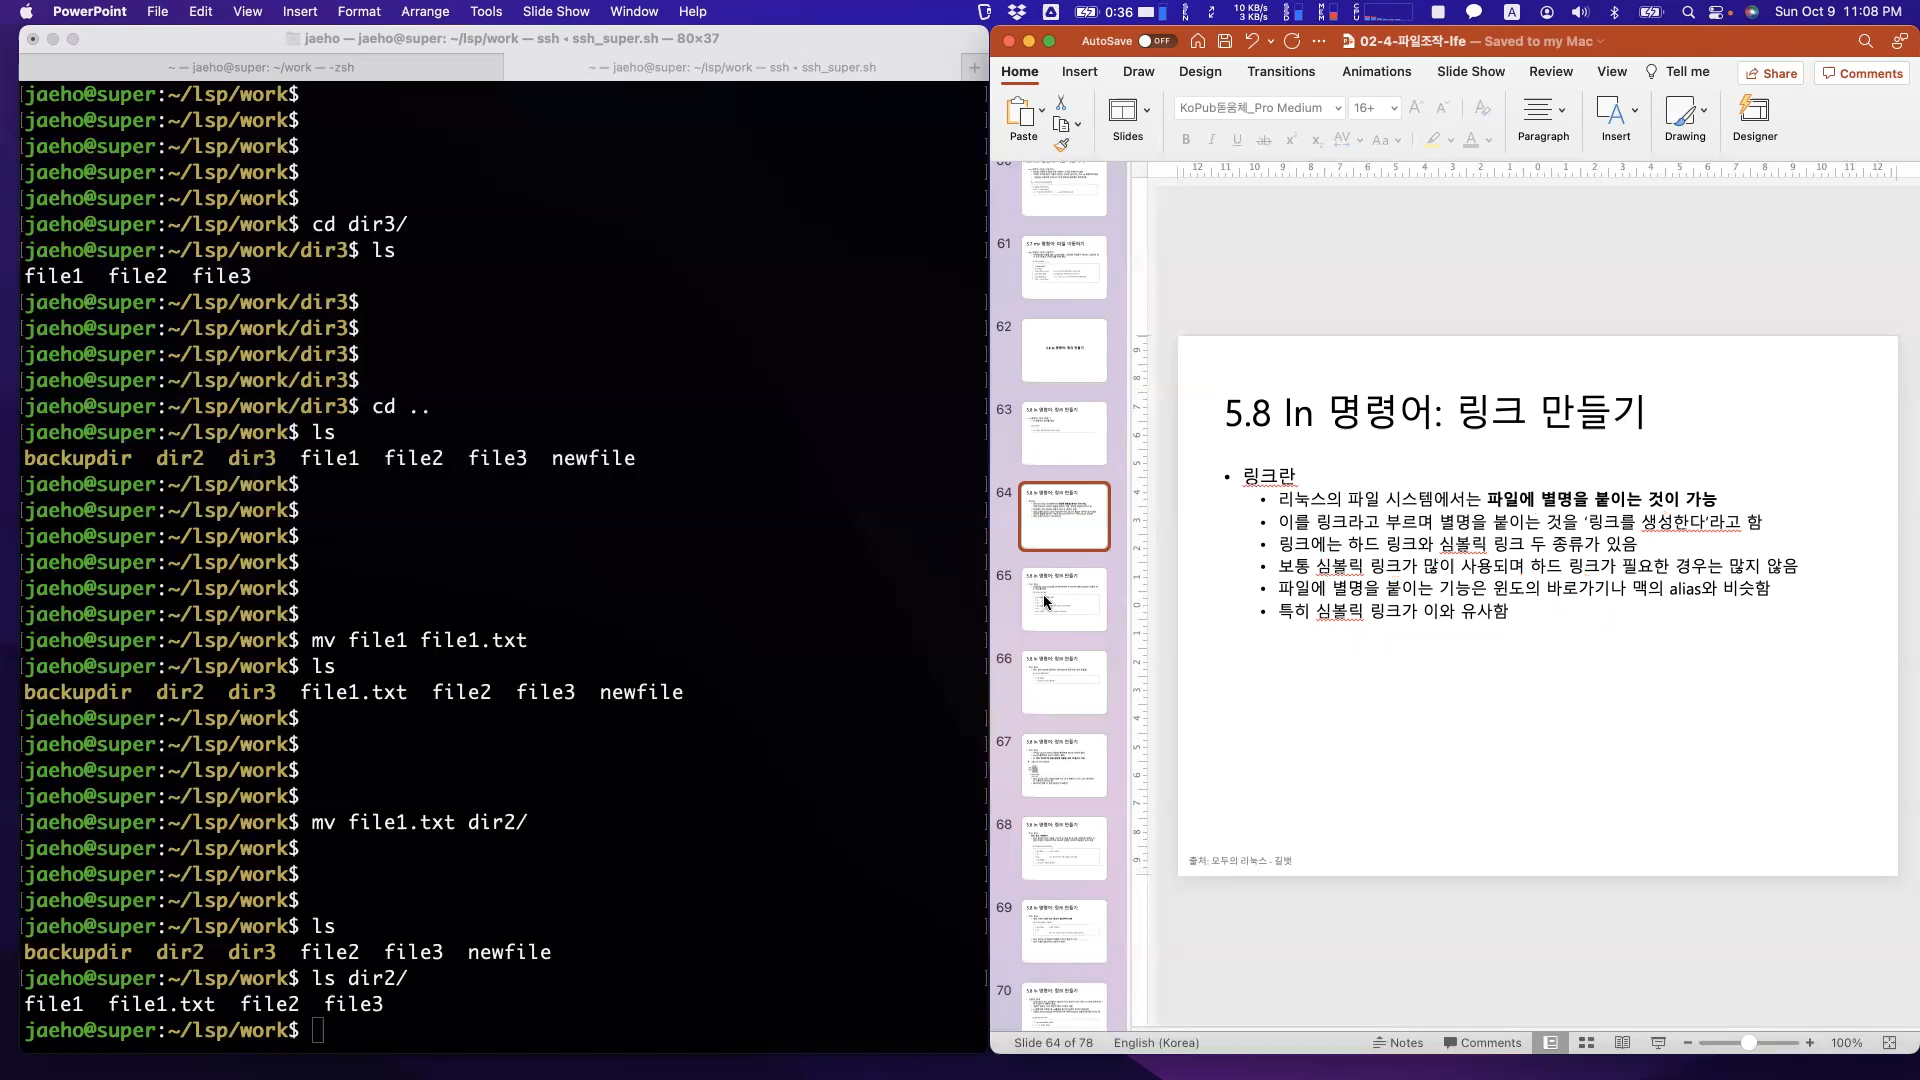 PowerPoint File Edit View Insert Format Arrange Tools Slide Show Window Help
0:36 10 KB/s 3 KB/s Sun Oct 9 11:08 PM
jaeho — jaeho@super: ~/lsp/work — ssh ◂ ssh_super.sh — 80×37
~ — jaeho@super: ~/work — -zsh
~ — jaeho@super: ~/lsp/work — ssh ◂ ssh_super.sh
jaeho@super:~/lsp/work$
jaeho@super:~/lsp/work$
jaeho@super:~/lsp/work$
jaeho@super:~/lsp/work$
jaeho@super:~/lsp/work$
jaeho@super:~/lsp/work$ cd dir3/
jaeho@super:~/lsp/work/dir3$ ls
file1 file2 file3
jaeho@super:~/lsp/work/dir3$
jaeho@super:~/lsp/work/dir3$
jaeho@super:~/lsp/work/dir3$
jaeho@super:~/lsp/work/dir3$
jaeho@super:~/lsp/work/dir3$ cd ..
jaeho@super:~/lsp/work$ ls
backupdir dir2 dir3 file1 file2 file3 newfile
jaeho@super:~/lsp/work$
jaeho@super:~/lsp/work$
jaeho@super:~/lsp/work$
jaeho@super:~/lsp/work$
jaeho@super:~/lsp/work$
jaeho@super:~/lsp/work$
jaeho@super:~/lsp/work$ mv file1 file1.txt
jaeho@super:~/lsp/work$ ls
backupdir dir2 dir3 file1.txt file2 file3 newfile
jaeho@super:~/lsp/work$
jaeho@super:~/lsp/work$
jaeho@super:~/lsp/work$
jaeho@super:~/lsp/work$
jaeho@super:~/lsp/work$ mv file1.txt dir2/
jaeho@super:~/lsp/work$
jaeho@super:~/lsp/work$
jaeho@super:~/lsp/work$
jaeho@super:~/lsp/work$ ls
backupdir dir2 dir3 file2 file3 newfile
jaeho@super:~/lsp/work$ ls dir2/
file1 file1.txt file2 file3
jaeho@super:~/lsp/work$
AutoSave OFF 02-4-파일조작-lfe — Saved to my Mac
Home Insert Draw Design Transitions Animations Slide Show Review View Tell me Share Comments
KoPub돋움체_Pro Medium 16+
Paste Slides Paragraph Insert Drawing Designer
61
62
63
64
65
66
67
68
69
70
5.8 ln 명령어: 링크 만들기
• 링크란
• 리눅스의 파일 시스템에서는 파일에 별명을 붙이는 것이 가능
• 이를 링크라고 부르며 별명을 붙이는 것을 ‘링크를 생성한다’라고 함
• 링크에는 하드 링크와 심볼릭 링크 두 종류가 있음
• 보통 심볼릭 링크가 많이 사용되며 하드 링크가 필요한 경우는 많지 않음
• 파일에 별명을 붙이는 기능은 윈도의 바로가기나 맥의 alias와 비슷함
• 특히 심볼릭 링크가 이와 유사함
출처: 모두의 리눅스 - 길벗
Slide 64 of 78 English (Korea) Notes Comments 100%